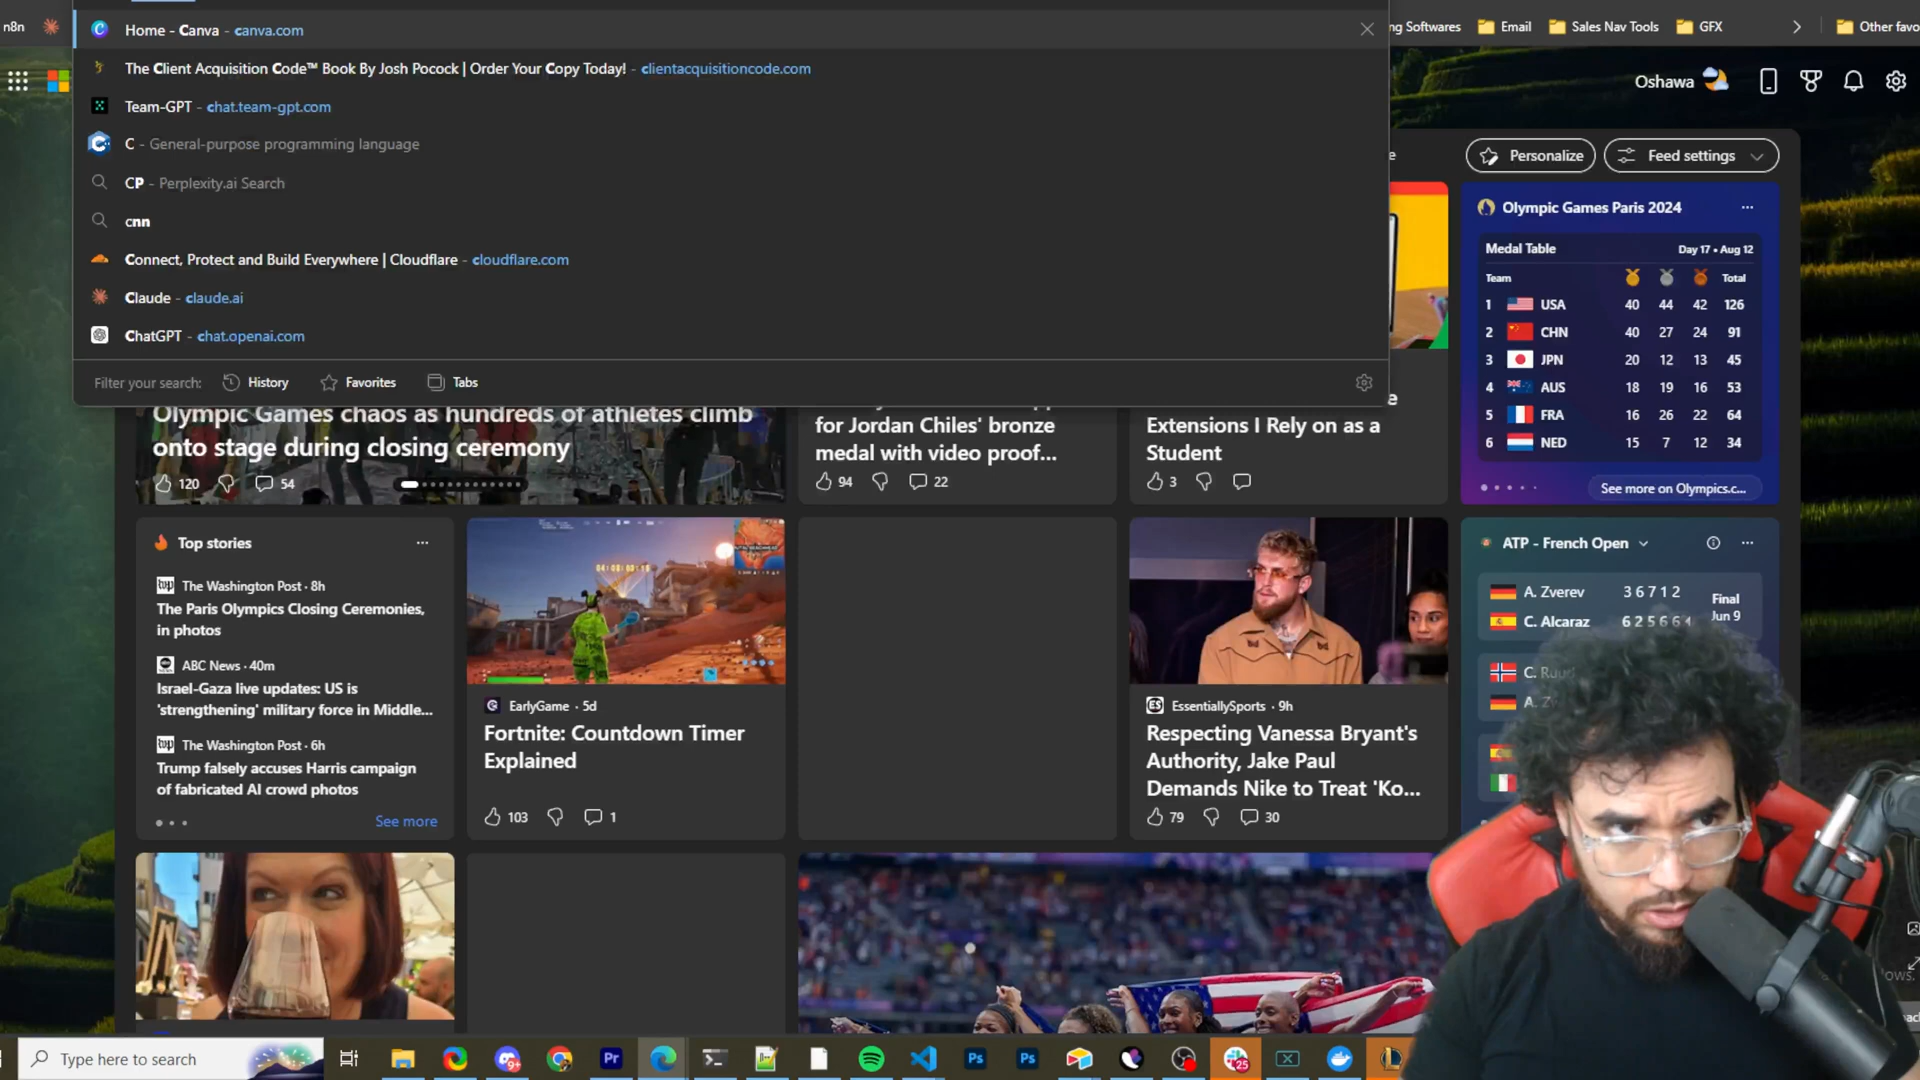 n8n
Home - Canva - canva.com
The Client Acquisition Code™ Book By Josh Pocock | Order Your Copy Today! - clientacquisitioncode.com
Team-GPT - chat.team-gpt.com
C - General-purpose programming language
CP - Perplexity.ai Search
cnn
Connect, Protect and Build Everywhere | Cloudflare - cloudflare.com
Claude - claude.ai
ChatGPT - chat.openai.com
Filter your search: History Favorites Tabs
ng Softwares Email Sales Nav Tools GFX Other favo
Oshawa
Personalize Feed settings
Olympic Games Paris 2024
Medal Table Day 17 • Aug 12
Team Total
1 USA 40 44 42 126
2 CHN 40 27 24 91
3 JPN 20 12 13 45
4 AUS 18 19 16 53
5 FRA 16 26 22 64
6 NED 15 7 12 34
See more on Olympics.c...
Olympic Games chaos as hundreds of athletes climb
onto stage during closing ceremony
120 54
for Jordan Chiles' bronze
medal with video proof...
94 22
Extensions I Rely on as a
Student
3
Top stories
The Washington Post · 8h
The Paris Olympics Closing Ceremonies,
in photos
ABC News · 40m
Israel-Gaza live updates: US is
'strengthening' military force in Middle...
The Washington Post · 6h
Trump falsely accuses Harris campaign
of fabricated AI crowd photos
See more
EarlyGame · 5d
Fortnite: Countdown Timer
Explained
103 1
EssentiallySports · 9h
Respecting Vanessa Bryant's
Authority, Jake Paul
Demands Nike to Treat 'Ko...
79 30
ATP - French Open
A. Zverev 3 6 7 1 2
Final
Jun 9
C. Alcaraz 6 2 5 6 6
C. Ruu
A. Z
Type here to search
9+
Pr
Ps
Ps
25